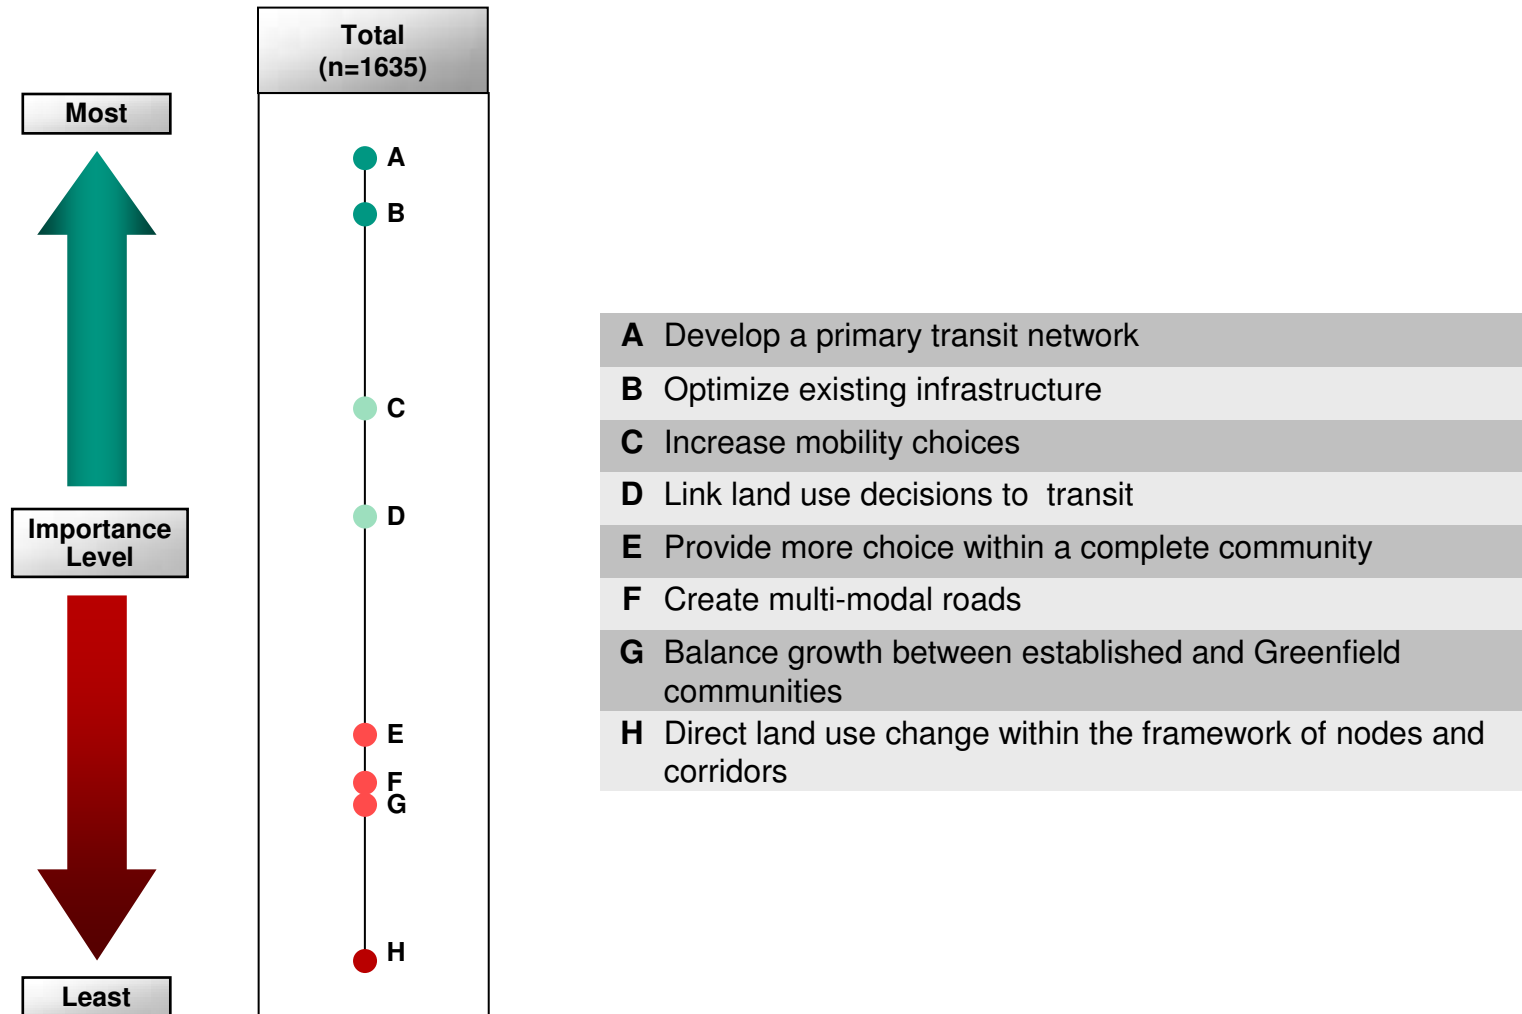 Total
(n=1635)
Most
A
B
C
D
E
F
G
H
Importance
Level
Least
A Develop a primary transit network
B Optimize existing infrastructure
C Increase mobility choices
D Link land use decisions to  transit
E Provide more choice within a complete community
F Create multi-modal roads
G Balance growth between established and Greenfield
communities
H Direct land use change within the framework of nodes and
corridors